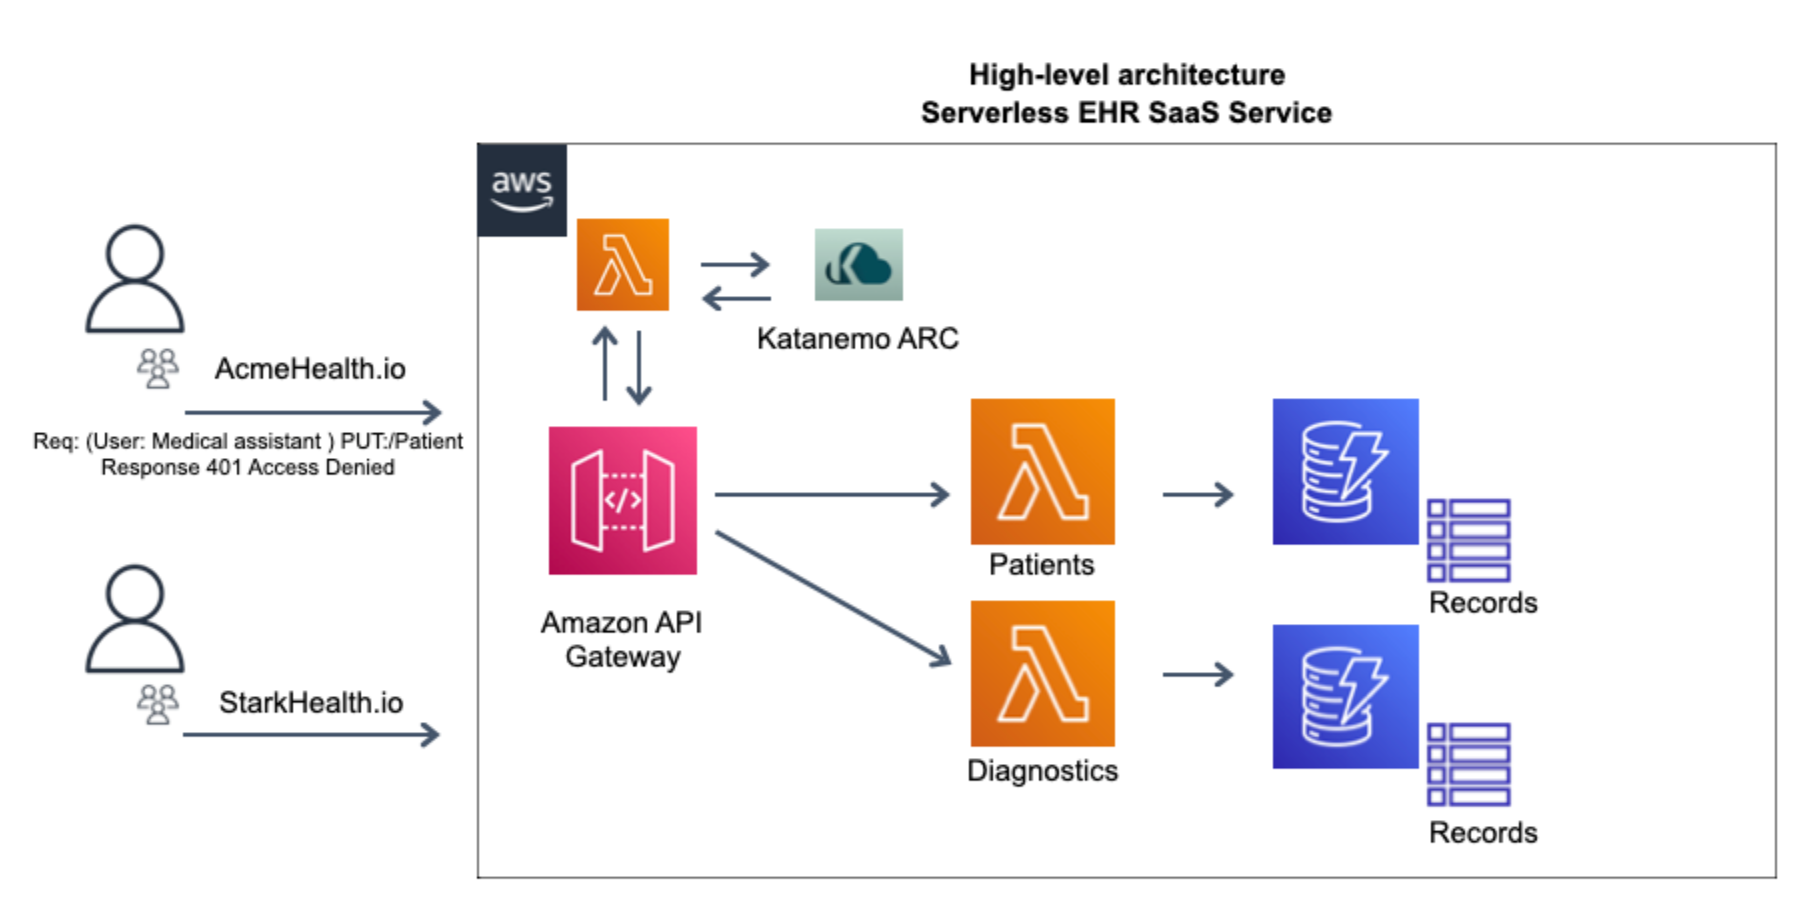 High-level architecture
Serverless EHR SaaS Service
aws
Katanemo ARC
AcmeHealth.io
Req: (User: Medical assistant ) PUT:/Patient
Response 401 Access Denied
</>
Patients
Records
Amazon API
Gateway
StarkHealth.io
Diagnostics
Records